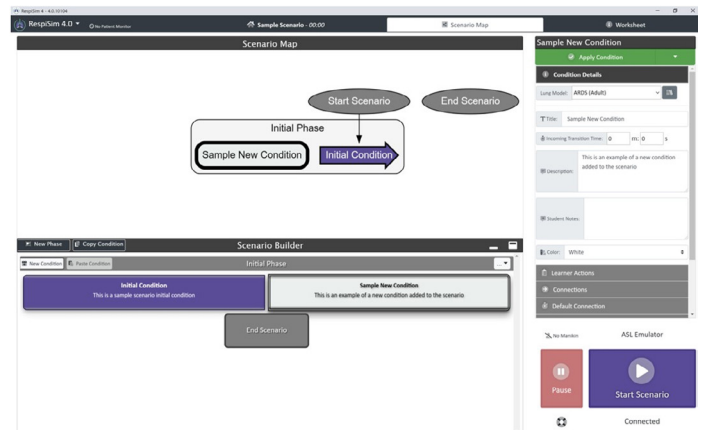 RespiSim 4 - 4.0.10104
RespiSim 4.0
No Patient Monitor
Sample Scenario - 00:00
Scenario Map
Worksheet
Scenario Map
Start Scenario
End Scenario
Initial Phase
Sample New Condition
Initial Condition
New Phase
Copy Condition
Scenario Builder
New Condition
Paste Condition
Initial Phase
...
Initial Condition
This is a sample scenario initial condition
Sample New Condition
This is an example of a new condition added to the scenario
End Scenario
Sample New Condition
Apply Condition
Condition Details
Lung Model: ARDS (Adult)
Title: Sample New Condition
Incoming Transition Time: 0 m: 0 s
Description:
This is an example of a new condition
added to the scenario
Student Notes:
Color: White
Learner Actions
Connections
Default Connection
No Manikin
ASL Emulator
Pause
Start Scenario
Connected